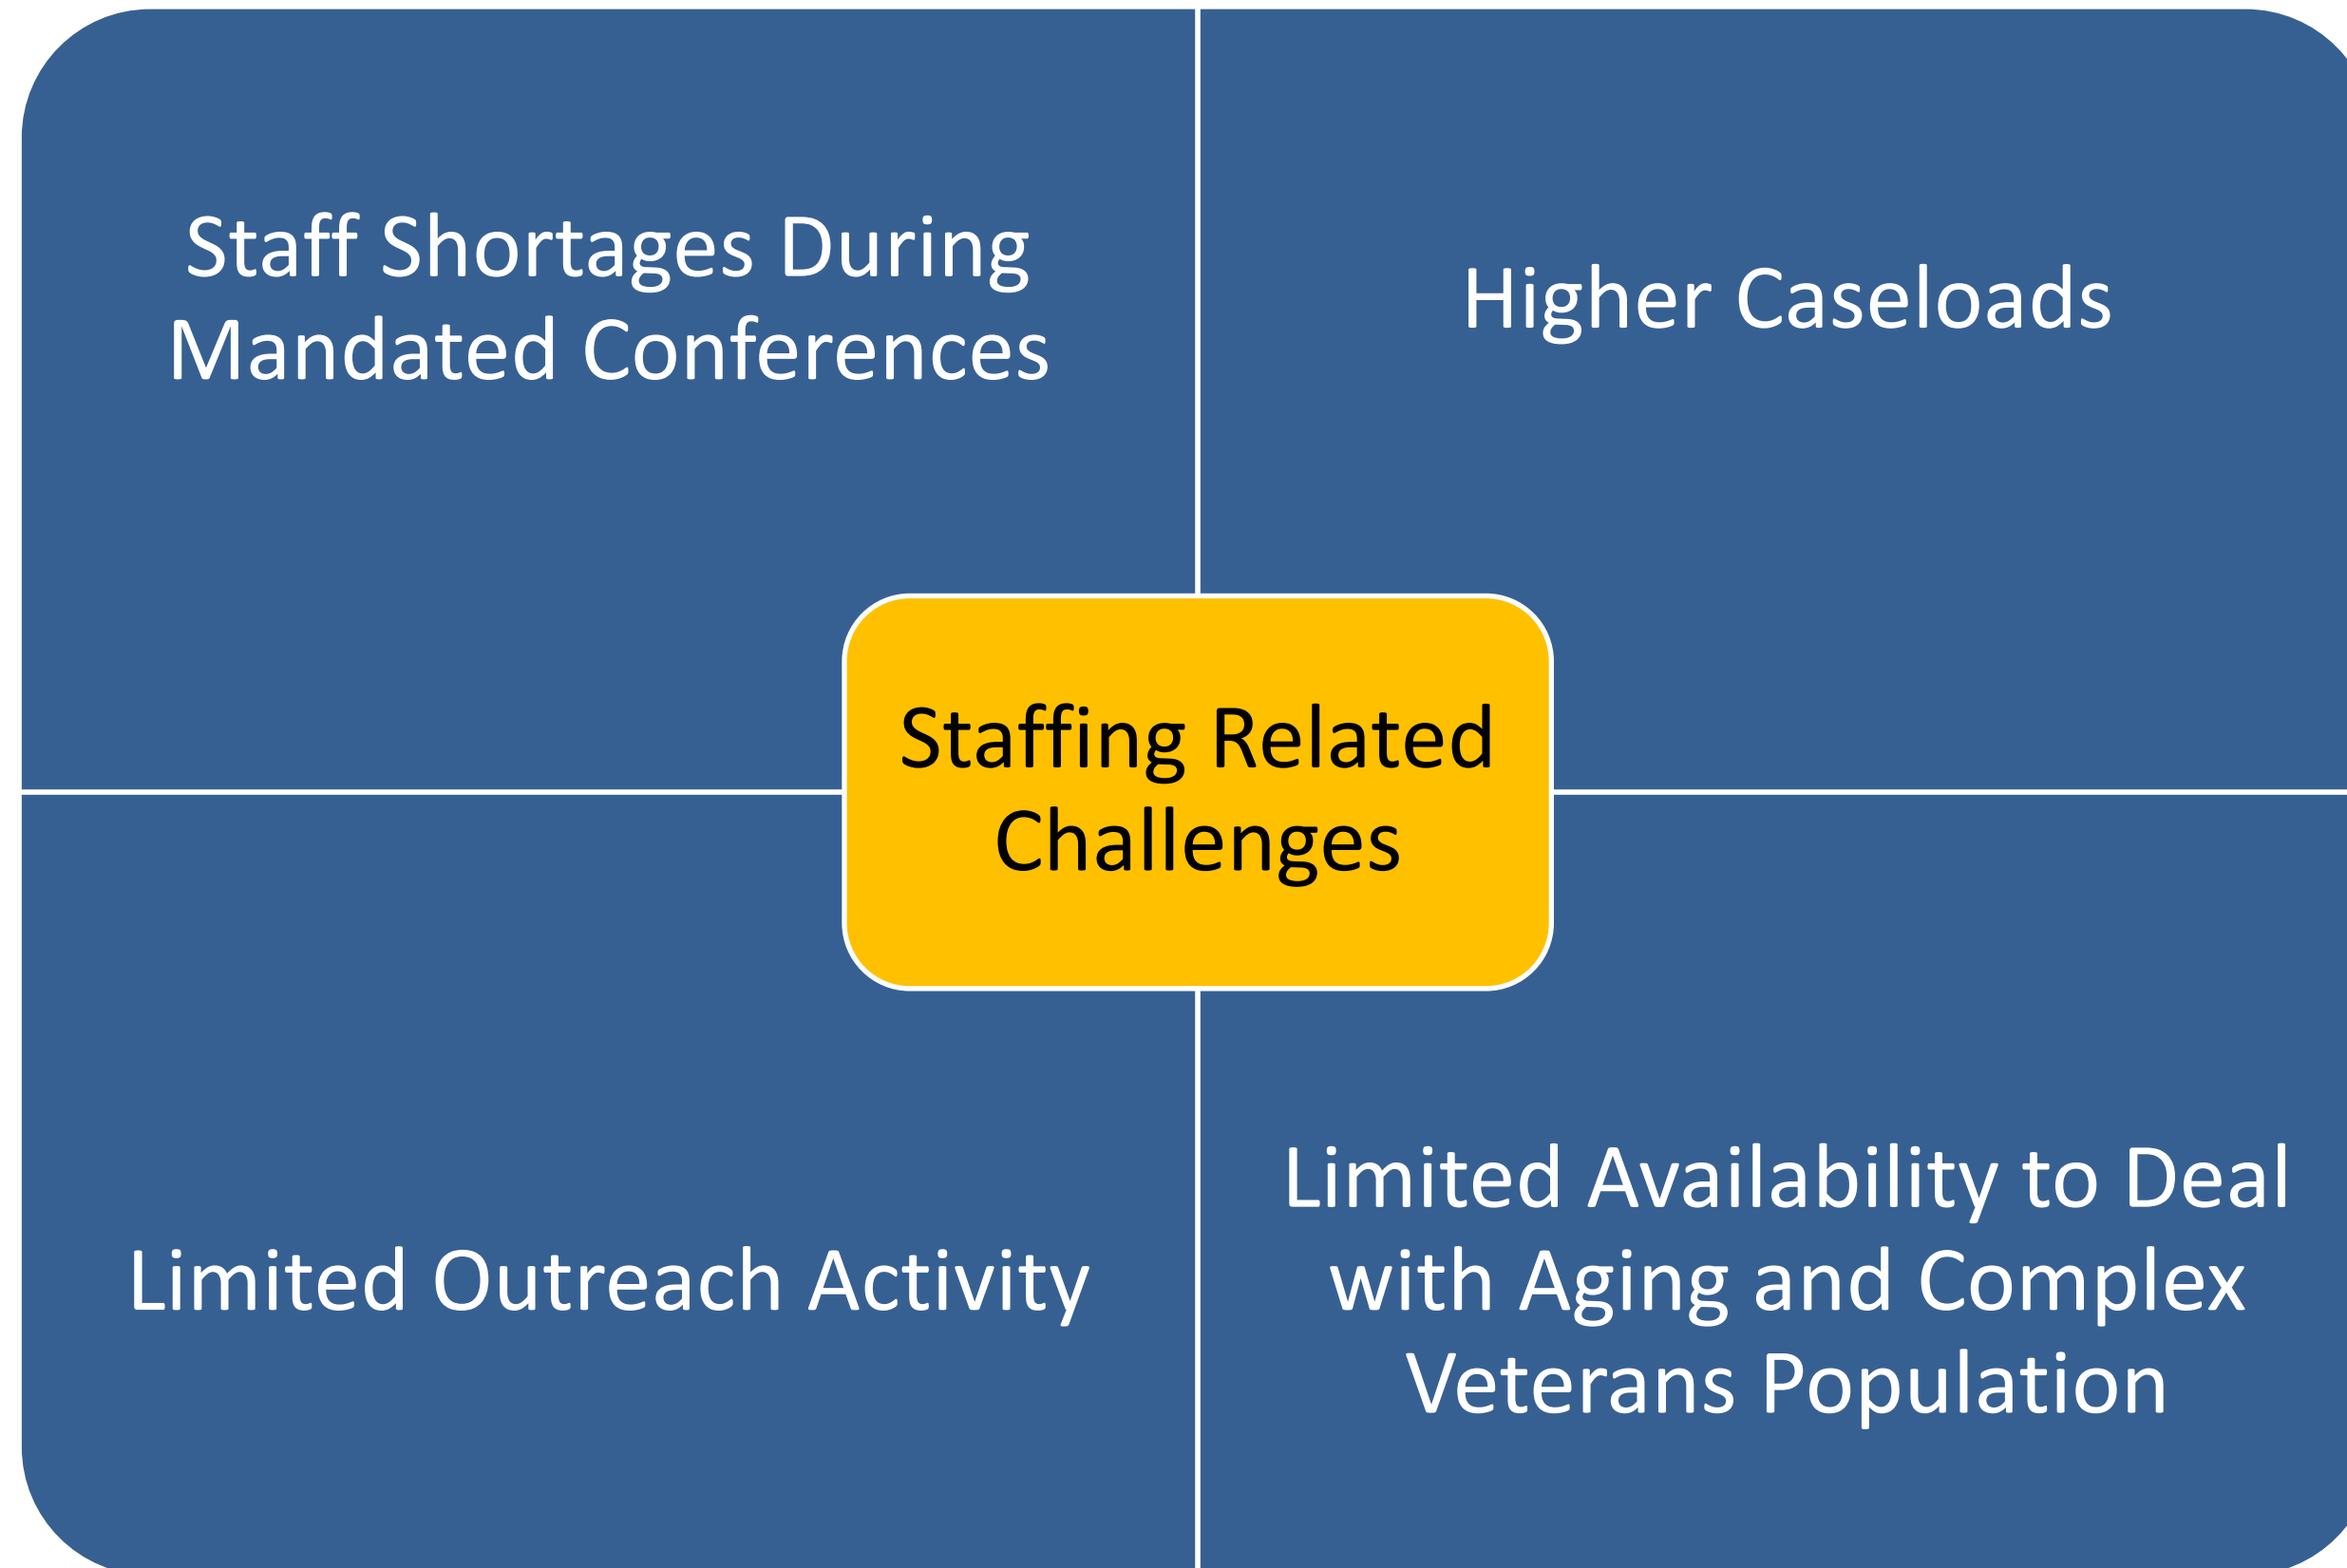 Staff Shortages During
Mandated Conferences
Higher Caseloads
Staffing Related
Challenges
Limited Outreach Activity
Limited Availability to Deal
with Aging and Complex
Veterans Population